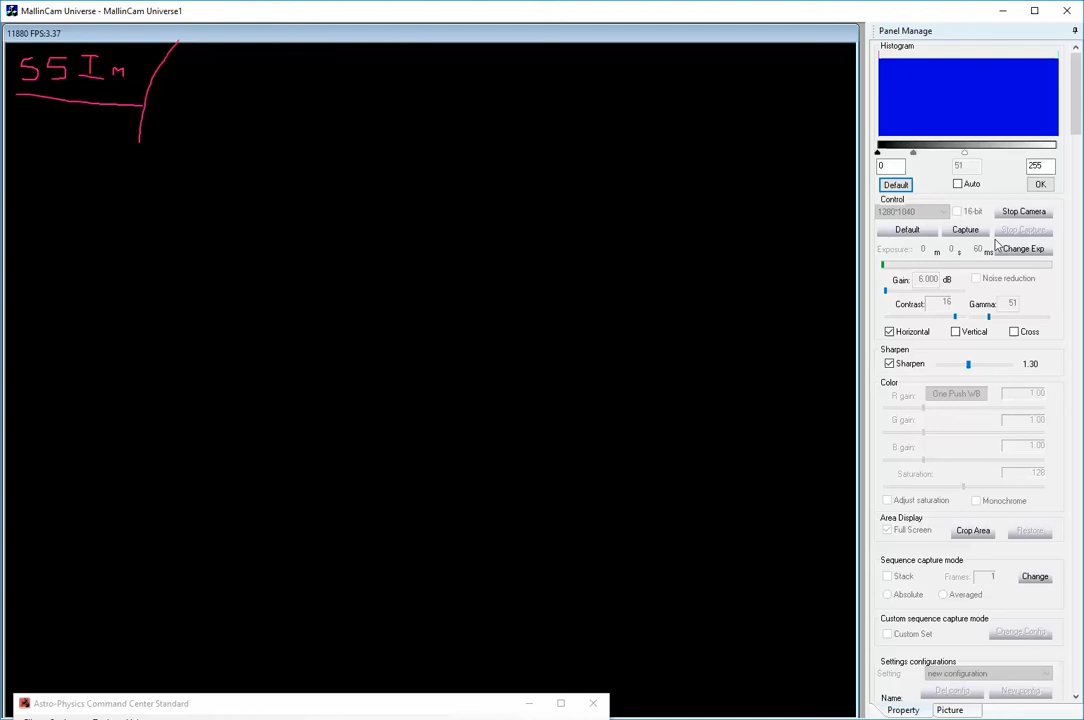 MallinCam Universe - MallinCam Universe1
11880 FPS:3.37
55 I m
Panel Manage
Histogram
0 51 255
Default Auto OK
Control
1280*1040 16-bit Stop Camera
Default Capture Stop Capture
Exposure: 0 m 0 s 60 ms Change Exp
Gain: 6.000 dB Noise reduction
Contrast: 16 Gamma: 51
Horizontal Vertical Cross
Sharpen
Sharpen 1.30
Color
R gain: One Push WB 1.00
G gain: 1.00
B gain: 1.00
Saturation: 128
Adjust saturation Monochrome
Area Display
Full Screen Crop Area Restore
Sequence capture mode
Stack Frames: 1 Change
Absolute Averaged
Custom sequence capture mode
Custom Set Change Config
Settings configurations
Setting new configuration
Name: Del config New config
Property Picture
Astro-Physics Command Center Standard